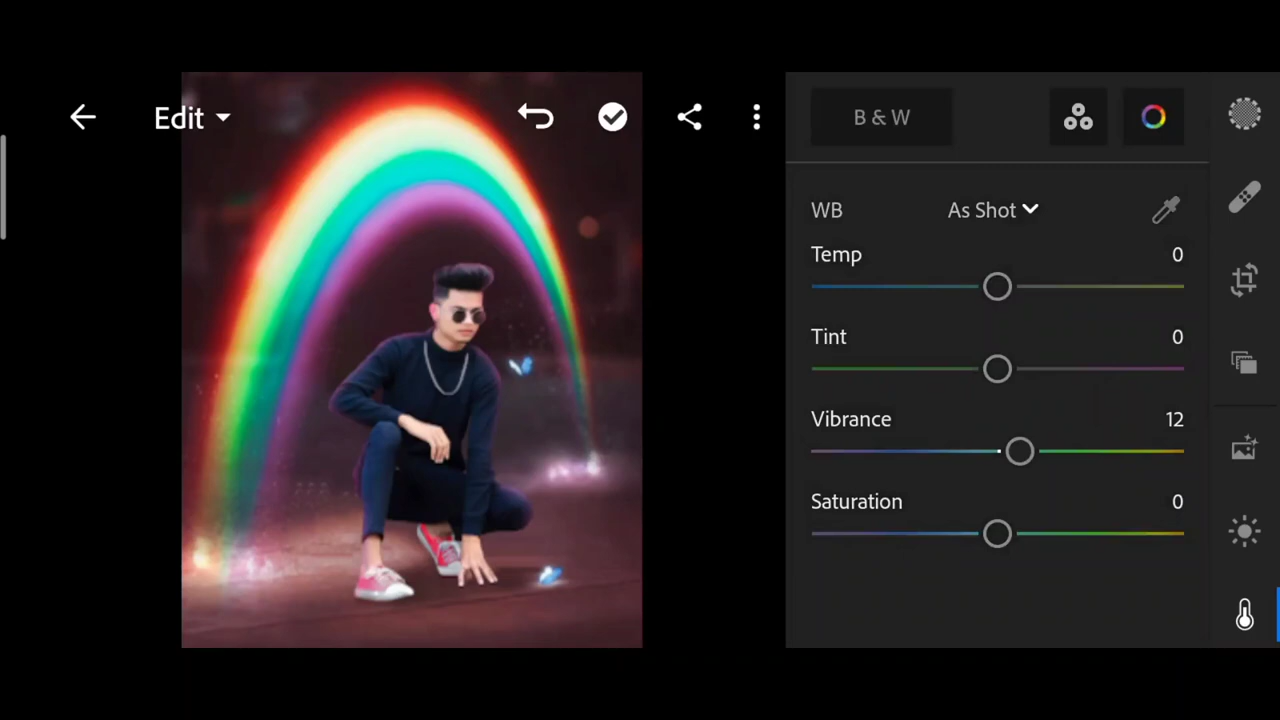 Edit
B & W
WB As Shot
Temp 0
Tint 0
Vibrance 12
Saturation 0